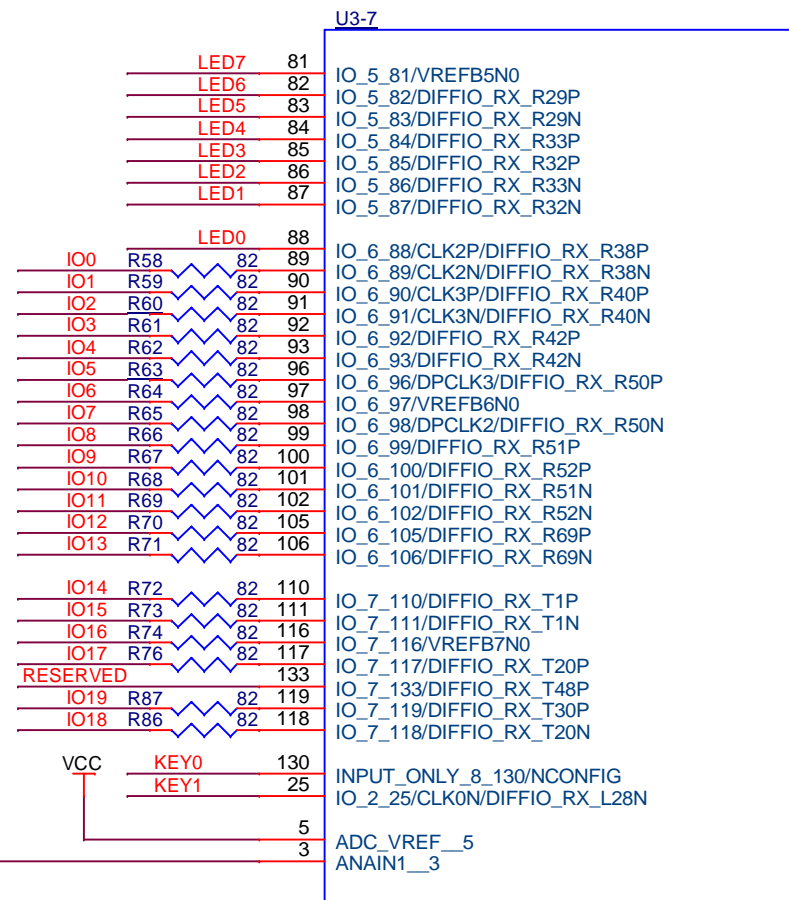 U3-7
LED7 81 IO_5_81/VREFB5N0
LED6 82 IO_5_82/DIFFIO_RX_R29P
LED5 83 IO_5_83/DIFFIO_RX_R29N
LED4 84 IO_5_84/DIFFIO_RX_R33P
LED3 85 IO_5_85/DIFFIO_RX_R32P
LED2 86 IO_5_86/DIFFIO_RX_R33N
LED1 87 IO_5_87/DIFFIO_RX_R32N
LED0 88 IO_6_88/CLK2P/DIFFIO_RX_R38P
IO0 R58 82 89 IO_6_89/CLK2N/DIFFIO_RX_R38N
IO1 R59 82 90 IO_6_90/CLK3P/DIFFIO_RX_R40P
IO2 R60 82 91 IO_6_91/CLK3N/DIFFIO_RX_R40N
IO3 R61 82 92 IO_6_92/DIFFIO_RX_R42P
IO4 R62 82 93 IO_6_93/DIFFIO_RX_R42N
IO5 R63 82 96 IO_6_96/DPCLK3/DIFFIO_RX_R50P
IO6 R64 82 97 IO_6_97/VREFB6N0
IO7 R65 82 98 IO_6_98/DPCLK2/DIFFIO_RX_R50N
IO8 R66 82 99 IO_6_99/DIFFIO_RX_R51P
IO9 R67 82 100 IO_6_100/DIFFIO_RX_R52P
IO10 R68 82 101 IO_6_101/DIFFIO_RX_R51N
IO11 R69 82 102 IO_6_102/DIFFIO_RX_R52N
IO12 R70 82 105 IO_6_105/DIFFIO_RX_R69P
IO13 R71 82 106 IO_6_106/DIFFIO_RX_R69N
IO14 R72 82 110 IO_7_110/DIFFIO_RX_T1P
IO15 R73 82 111 IO_7_111/DIFFIO_RX_T1N
IO16 R74 82 116 IO_7_116/VREFB7N0
IO17 R76 82 117 IO_7_117/DIFFIO_RX_T20P
RESERVED 133 IO_7_133/DIFFIO_RX_T48P
IO19 R87 82 119 IO_7_119/DIFFIO_RX_T30P
IO18 R86 82 118 IO_7_118/DIFFIO_RX_T20N
VCC KEY0 130 INPUT_ONLY_8_130/NCONFIG
KEY1 25 IO_2_25/CLK0N/DIFFIO_RX_L28N
5 ADC_VREF__5
3 ANAIN1__3